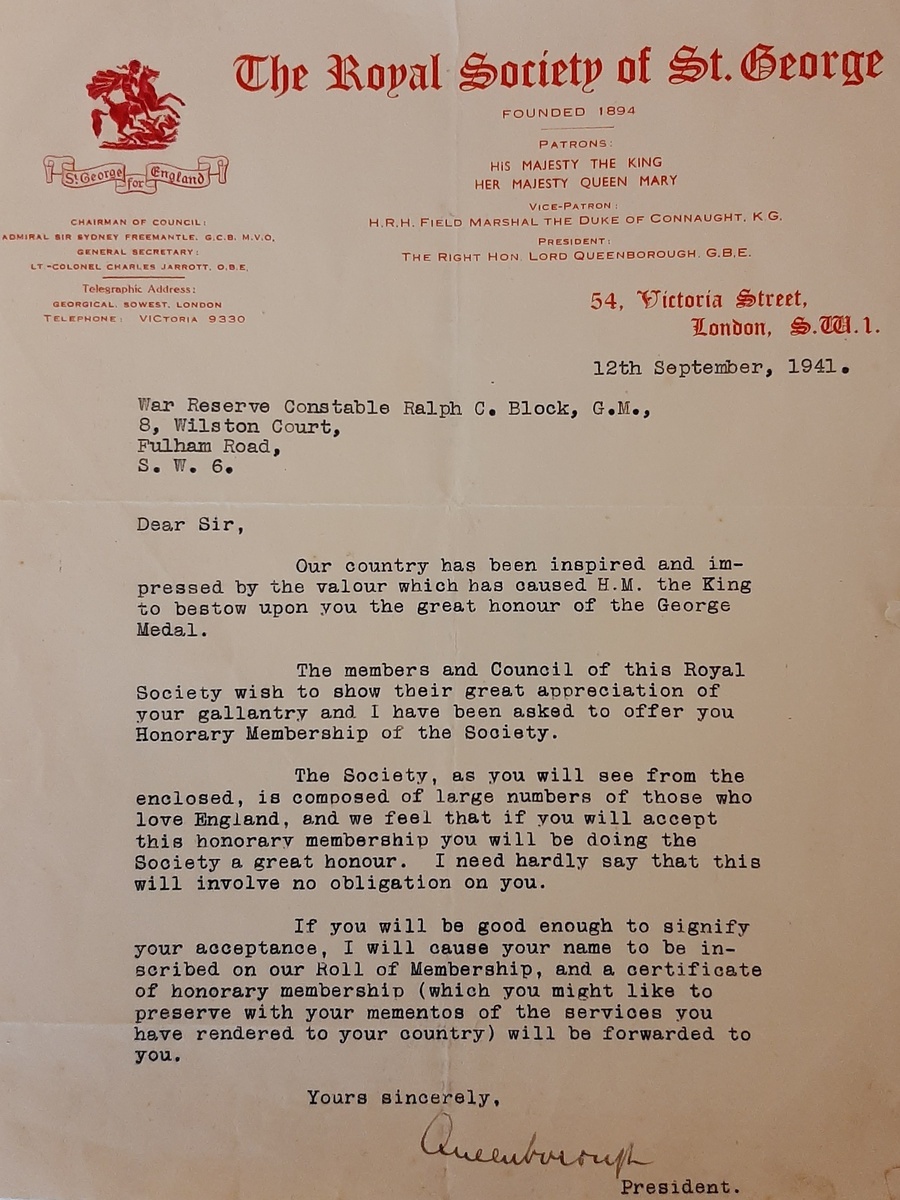 The Royal Society of St. George
FOUNDED 1894
PATRONS:
HIS MAJESTY THE KING
HER MAJESTY QUEEN MARY
VICE-PATRON:
H.R.H. FIELD MARSHAL THE DUKE OF CONNAUGHT, K.G.
PRESIDENT:
THE RIGHT HON. LORD QUEENBOROUGH, G.B.E.
St. George for England
CHAIRMAN OF COUNCIL:
ADMIRAL SIR SYDNEY FREEMANTLE, G.C.B. M.V.O,
GENERAL SECRETARY:
LT.-COLONEL CHARLES JARROTT, O.B.E,
Telegraphic Address:
GEORGICAL, SOWEST, LONDON
TELEPHONE: VICTORIA 9330
54, Victoria Street,
London, S.W.1.
12th September, 1941.
War Reserve Constable Ralph C. Block, G.M.,
8, Wilston Court,
Fulham Road,
S. W. 6.
Dear Sir,
Our country has been inspired and im-
pressed by the valour which has caused H.M. the King
to bestow upon you the great honour of the George
Medal.
The members and Council of this Royal
Society wish to show their great appreciation of
your gallantry and I have been asked to offer you
Honorary Membership of the Society.
The Society, as you will see from the
enclosed, is composed of large numbers of those who
love England, and we feel that if you will accept
this honorary membership you will be doing the
Society a great honour. I need hardly say that this
will involve no obligation on you.
If you will be good enough to signify
your acceptance, I will cause your name to be in-
scribed on our Roll of Membership, and a certificate
of honorary membership (which you might like to
preserve with your mementos of the services you
have rendered to your country) will be forwarded to
you.
Yours sincerely,
Queenborough
President.